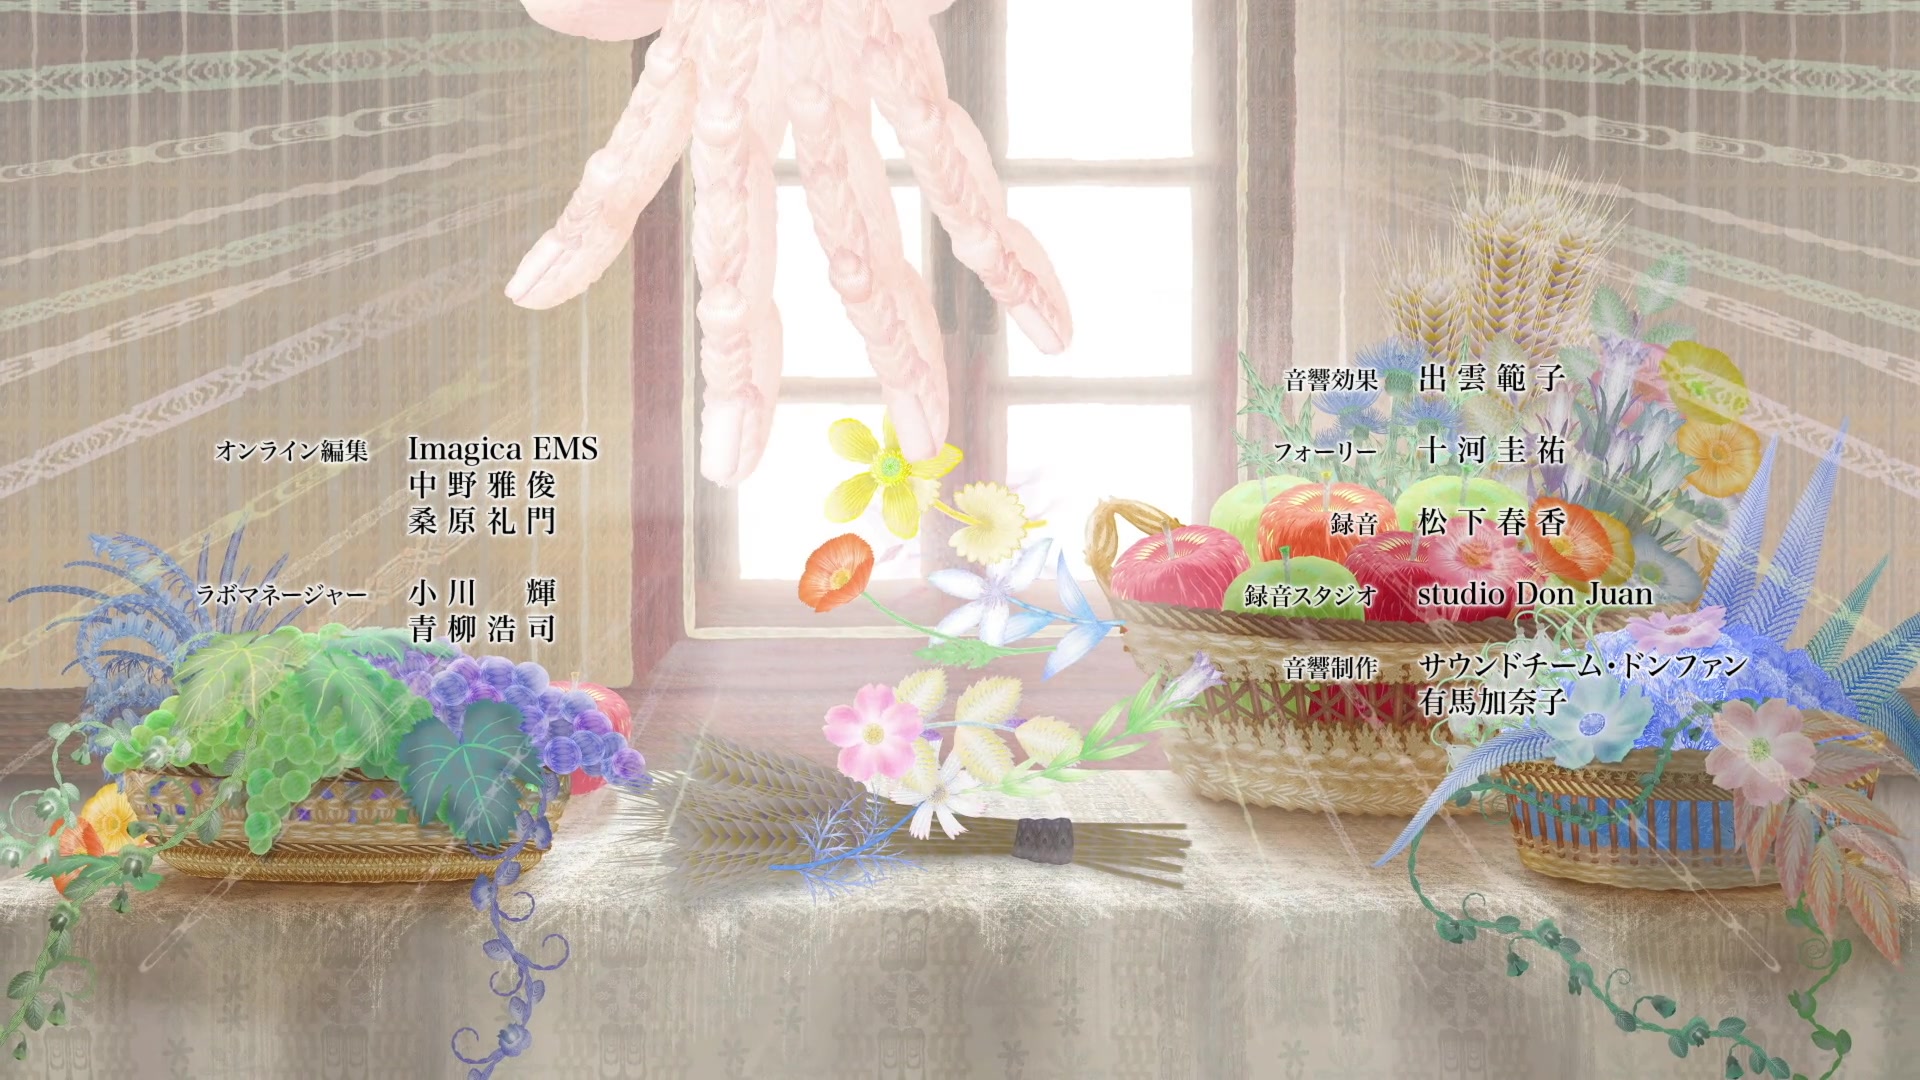 オンライン編集 Imagica EMS
中野雅俊
桑原礼門
ラボマネージャー 小川 輝
青柳浩司
音響効果 出雲範子
フォーリー 十河圭祐
録音 松下春香
録音スタジオ studio Don Juan
音響制作 サウンドチーム・ドンファン
有馬加奈子